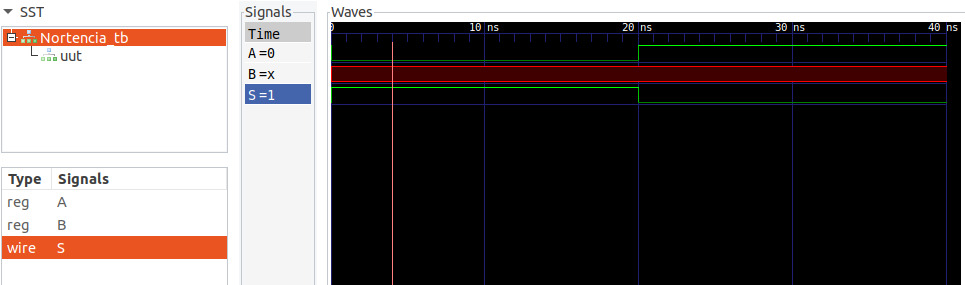 SST
Nortencia_tb
uut
Type Signals
reg A
reg B
wire S
Signals
Time
A=0
B=x
S=1
Waves
0 10 ns 20 ns 30 ns 40 ns